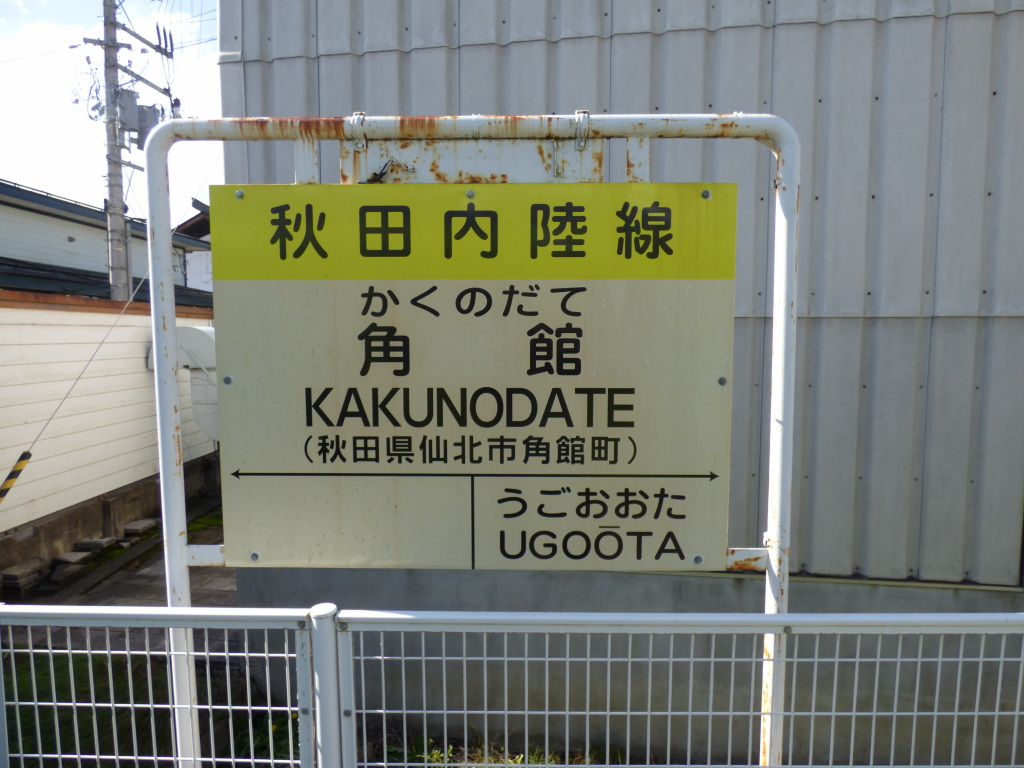 秋田内陸線
かくのだて
角館
KAKUNODATE
(秋田県仙北市角館町)
うごおおた
UGOŌTA